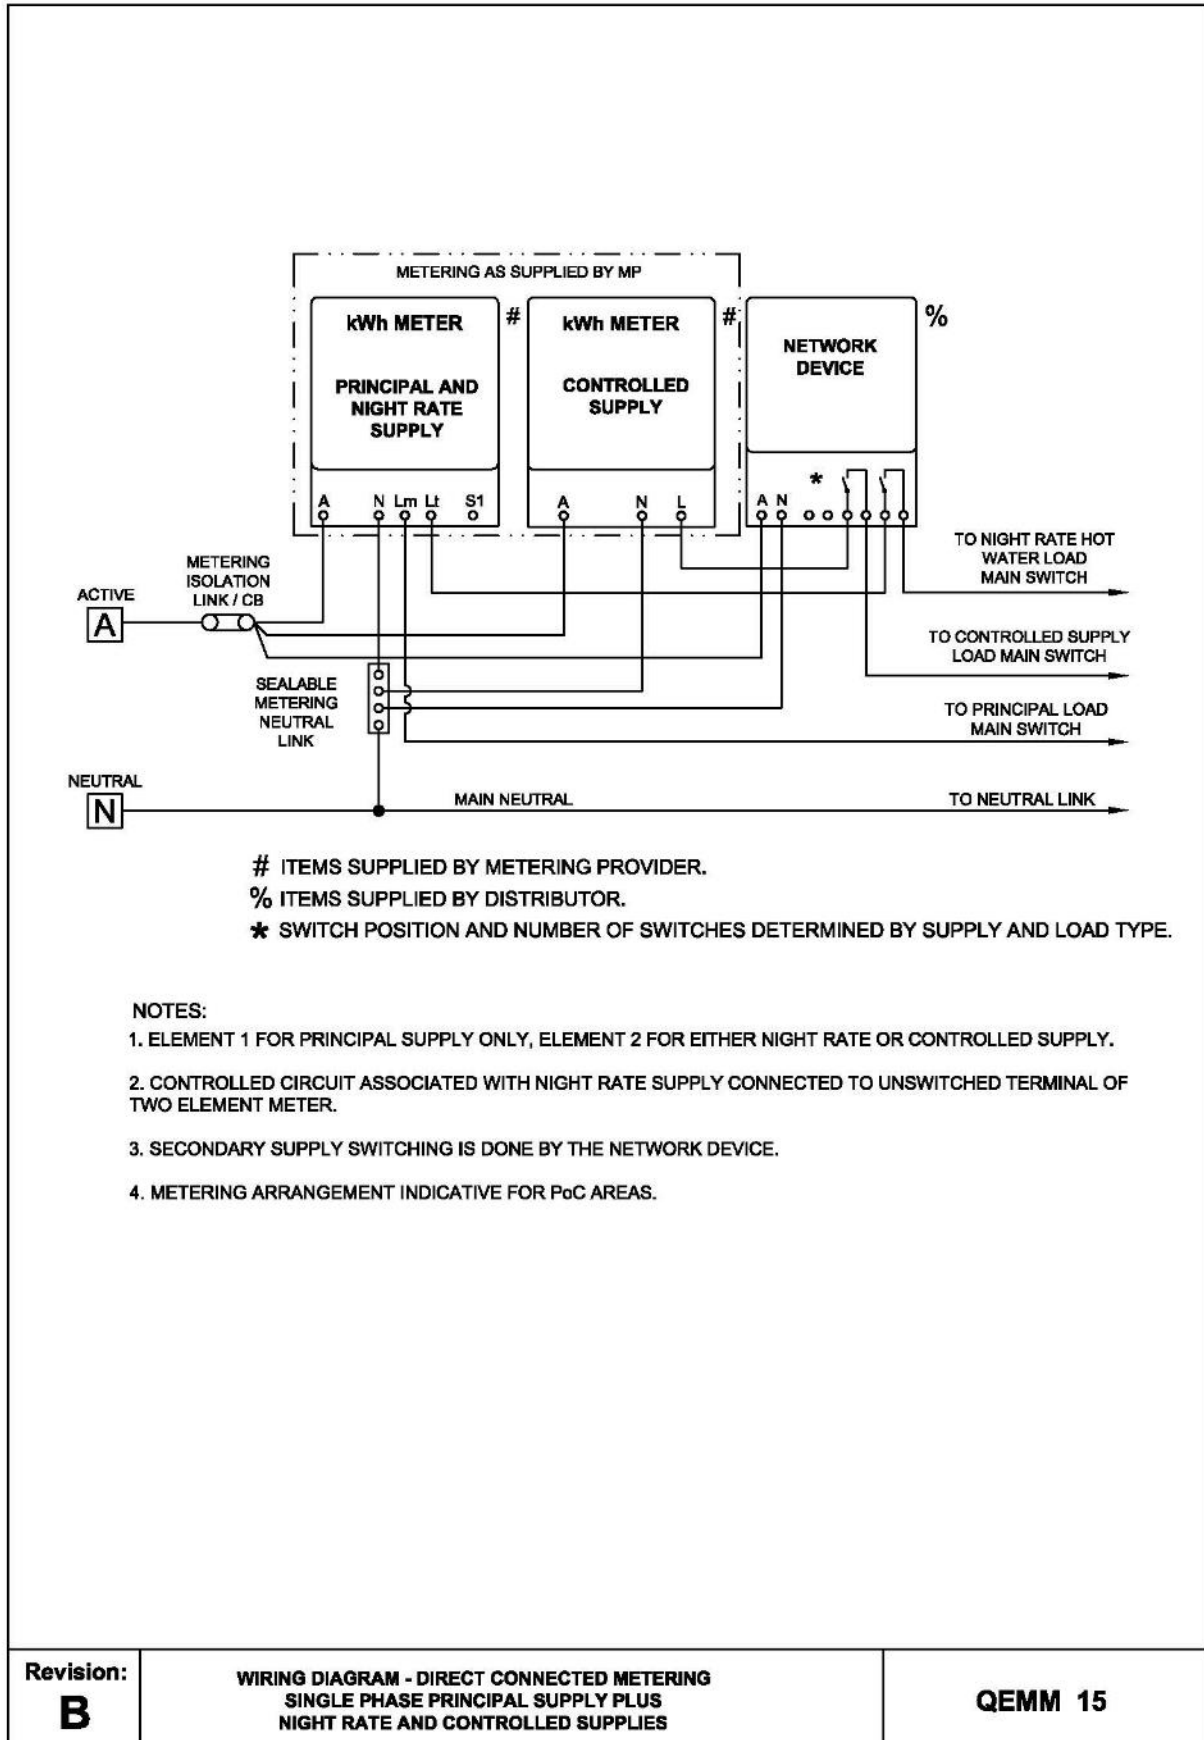 METERING AS SUPPLIED BY MP
kWh METER
PRINCIPAL AND
NIGHT RATE
SUPPLY
#
kWh METER
CONTROLLED
SUPPLY
#
NETWORK
DEVICE
%
A N Lm Lt S1
A N L
A N
*
METERING
ISOLATION
LINK / CB
ACTIVE
A
TO NIGHT RATE HOT
WATER LOAD
MAIN SWITCH
TO CONTROLLED SUPPLY
LOAD MAIN SWITCH
SEALABLE
METERING
NEUTRAL
LINK
TO PRINCIPAL LOAD
MAIN SWITCH
NEUTRAL
N
MAIN NEUTRAL
TO NEUTRAL LINK
# ITEMS SUPPLIED BY METERING PROVIDER.
% ITEMS SUPPLIED BY DISTRIBUTOR.
* SWITCH POSITION AND NUMBER OF SWITCHES DETERMINED BY SUPPLY AND LOAD TYPE.
NOTES:
1. ELEMENT 1 FOR PRINCIPAL SUPPLY ONLY, ELEMENT 2 FOR EITHER NIGHT RATE OR CONTROLLED SUPPLY.
2. CONTROLLED CIRCUIT ASSOCIATED WITH NIGHT RATE SUPPLY CONNECTED TO UNSWITCHED TERMINAL OF
TWO ELEMENT METER.
3. SECONDARY SUPPLY SWITCHING IS DONE BY THE NETWORK DEVICE.
4. METERING ARRANGEMENT INDICATIVE FOR PoC AREAS.
Revision:
B
WIRING DIAGRAM - DIRECT CONNECTED METERING
SINGLE PHASE PRINCIPAL SUPPLY PLUS
NIGHT RATE AND CONTROLLED SUPPLIES
QEMM 15